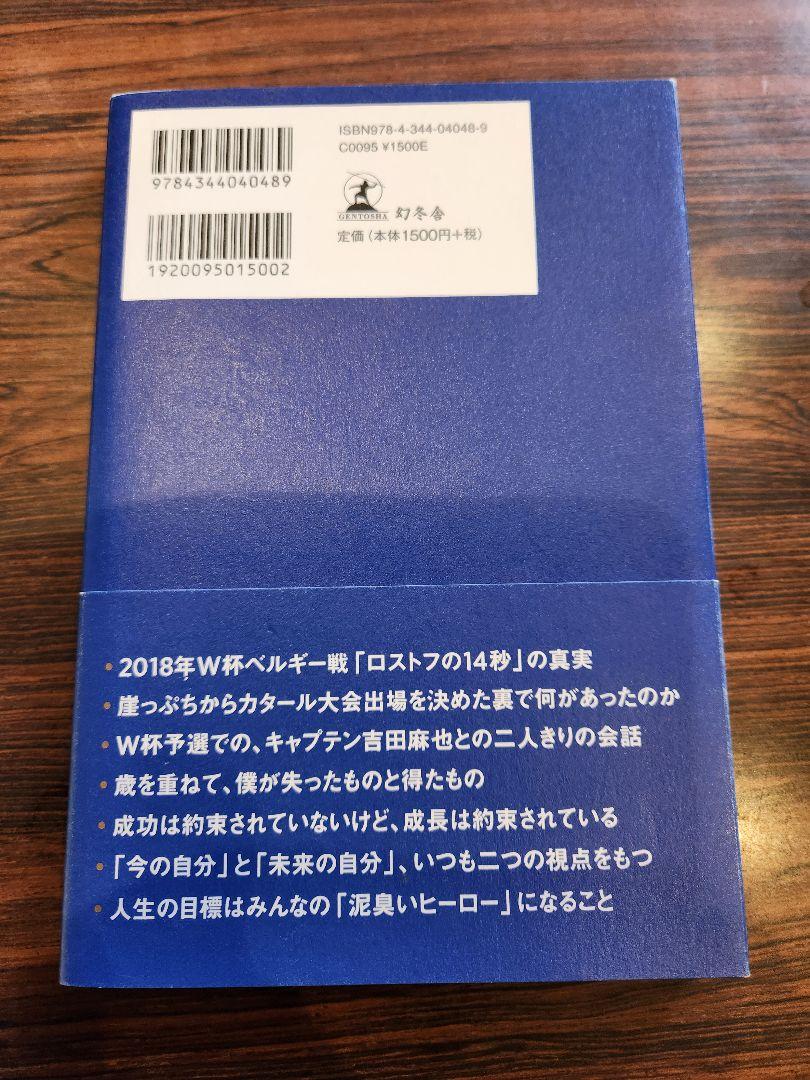 ISBN978-4-344-04048-9
C0095 ¥1500E
9784344040489
GENTOSHA 幻冬舎
定価(本体1500円+税)
1920095015002
・2018年W杯ベルギー戦「ロストフの14秒」の真実
・崖っぷちからカタール大会出場を決めた裏で何があったのか
・W杯予選での、キャプテン吉田麻也との二人きりの会話
・歳を重ねて、僕が失ったものと得たもの
・成功は約束されていないけど、成長は約束されている
・「今の自分」と「未来の自分」、いつも二つの視点をもつ
・人生の目標はみんなの「泥臭いヒーロー」になること